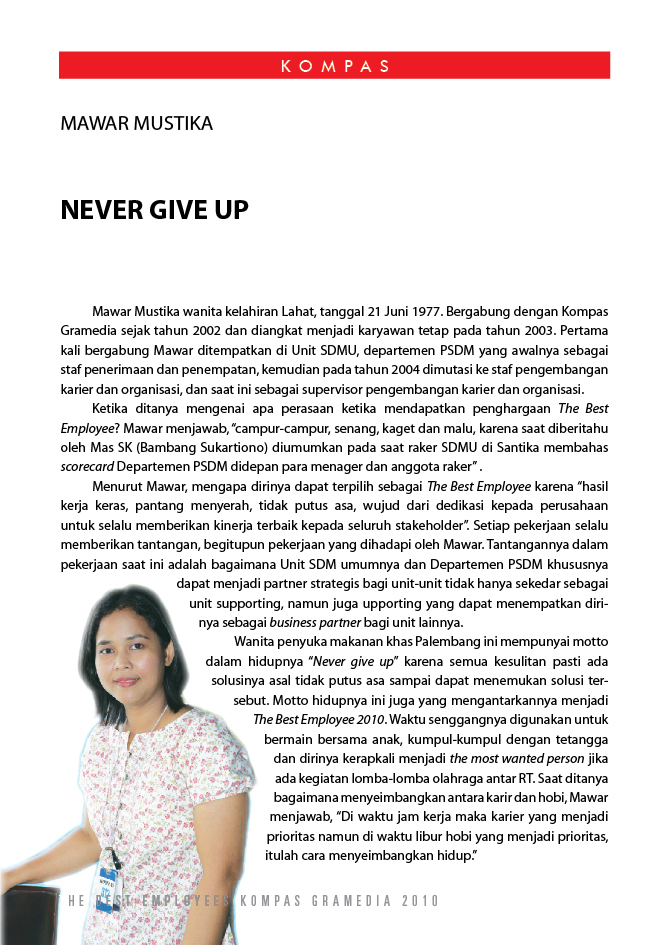 KOMPAS
MAWAR MUSTIKA
NEVER GIVE UP
Mawar Mustika wanita kelahiran Lahat, tanggal 21 Juni 1977. Bergabung dengan Kompas
Gramedia sejak tahun 2002 dan diangkat menjadi karyawan tetap pada tahun 2003. Pertama
kali bergabung Mawar ditempatkan di Unit SDMU, departemen PSDM yang awalnya sebagai
staf penerimaan dan penempatan, kemudian pada tahun 2004 dimutasi ke staf pengembangan
karier dan organisasi, dan saat ini sebagai supervisor pengembangan karier dan organisasi.
Ketika ditanya mengenai apa perasaan ketika mendapatkan penghargaan The Best
Employee? Mawar menjawab, “campur-campur, senang, kaget dan malu, karena saat diberitahu
oleh Mas SK (Bambang Sukartiono) diumumkan pada saat raker SDMU di Santika membahas
scorecard Departemen PSDM didepan para menager dan anggota raker” .
Menurut Mawar, mengapa dirinya dapat terpilih sebagai The Best Employee karena “hasil
kerja keras, pantang menyerah, tidak putus asa, wujud dari dedikasi kepada perusahaan
untuk selalu memberikan kinerja terbaik kepada seluruh stakeholder”. Setiap pekerjaan selalu
memberikan tantangan, begitupun pekerjaan yang dihadapi oleh Mawar. Tantangannya dalam
pekerjaan saat ini adalah bagaimana Unit SDM umumnya dan Departemen PSDM khususnya
dapat menjadi partner strategis bagi unit-unit tidak hanya sekedar sebagai
unit supporting, namun juga upporting yang dapat menempatkan diri-
nya sebagai business partner bagi unit lainnya.
Wanita penyuka makanan khas Palembang ini mempunyai motto
dalam hidupnya “Never give up” karena semua kesulitan pasti ada
solusinya asal tidak putus asa sampai dapat menemukan solusi ter-
sebut. Motto hidupnya ini juga yang mengantarkannya menjadi
The Best Employee 2010. Waktu senggangnya digunakan untuk
bermain bersama anak, kumpul-kumpul dengan tetangga
dan dirinya kerapkali menjadi the most wanted person jika
ada kegiatan lomba-lomba olahraga antar RT. Saat ditanya
bagaimana menyeimbangkan antara karir dan hobi, Mawar
menjawab, “Di waktu jam kerja maka karier yang menjadi
prioritas namun di waktu libur hobi yang menjadi prioritas,
itulah cara menyeimbangkan hidup.”
HE BEST EMPLOYEES KOMPAS GRAMEDIA 2010